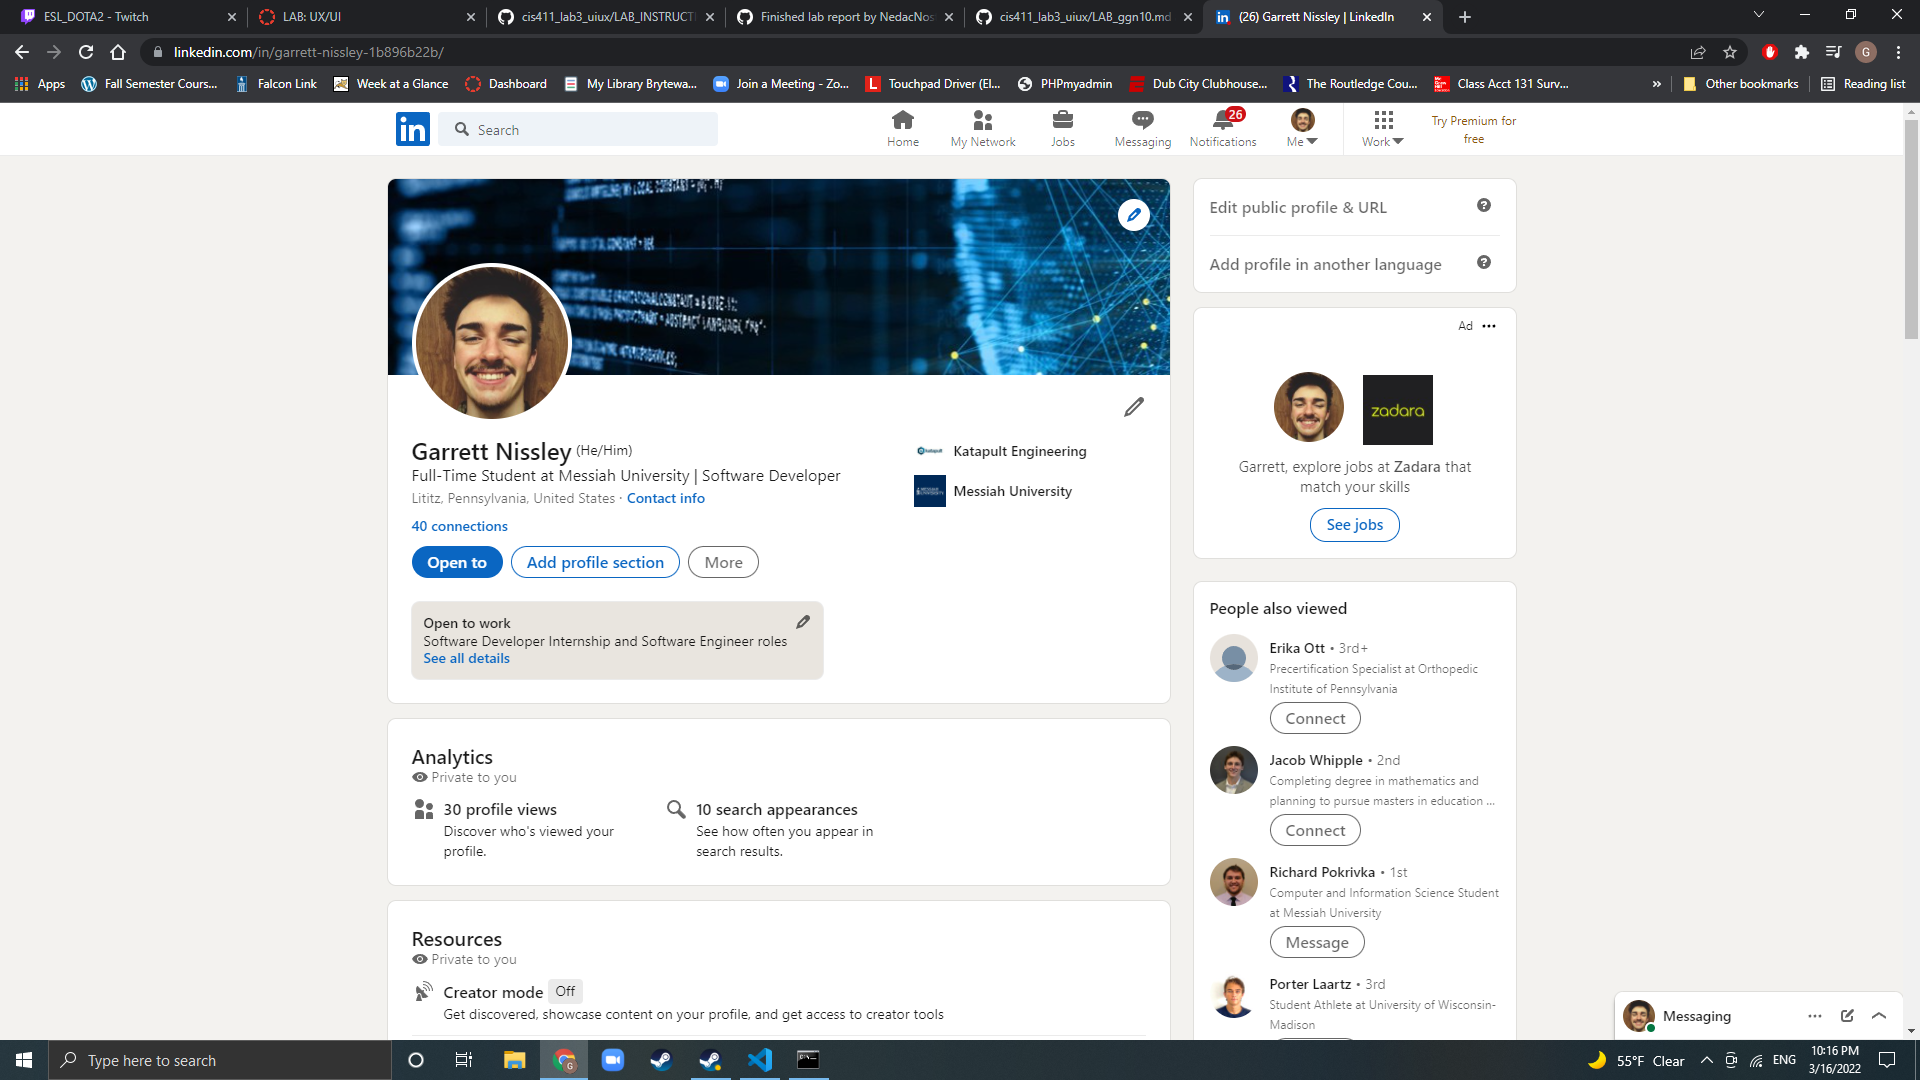 ESL_DOTA2 - Twitch
LAB: UX/UI
cis411_lab3_uiux/LAB_INSTRUCTI
Finished lab report by NedacNos
cis411_lab3_uiux/LAB_ggn10.md
(26) Garrett Nissley | LinkedIn
linkedin.com/in/garrett-nissley-1b896b22b/
G
Apps
Fall Semester Cours...
Falcon Link
Week at a Glance
Dashboard
My Library Brytewa...
Join a Meeting - Zo...
Touchpad Driver (El...
PHPmyadmin
Dub City Clubhouse...
The Routledge Cou...
Class Acct 131 Surv...
»
Other bookmarks
Reading list
in
Search
Home
My Network
Jobs
Messaging
26
Notifications
Me
Work
Try Premium for
free
Garrett Nissley (He/Him)
Full-Time Student at Messiah University | Software Developer
Lititz, Pennsylvania, United States · Contact info
40 connections
Open to
Add profile section
More
Katapult Engineering
Messiah University
Open to work
Software Developer Internship and Software Engineer roles
See all details
Analytics
Private to you
30 profile views
Discover who's viewed your
profile.
10 search appearances
See how often you appear in
search results.
Resources
Private to you
Creator mode Off
Get discovered, showcase content on your profile, and get access to creator tools
Edit public profile & URL
Add profile in another language
Ad
zadara
Garrett, explore jobs at Zadara that
match your skills
See jobs
People also viewed
Erika Ott • 3rd+
Precertification Specialist at Orthopedic
Institute of Pennsylvania
Connect
Jacob Whipple • 2nd
Completing degree in mathematics and
planning to pursue masters in education ...
Connect
Richard Pokrivka • 1st
Computer and Information Science Student
at Messiah University
Message
Porter Laartz • 3rd
Student Athlete at University of Wisconsin-
Madison
Messaging
Type here to search
55°F Clear
ENG
10:16 PM
3/16/2022